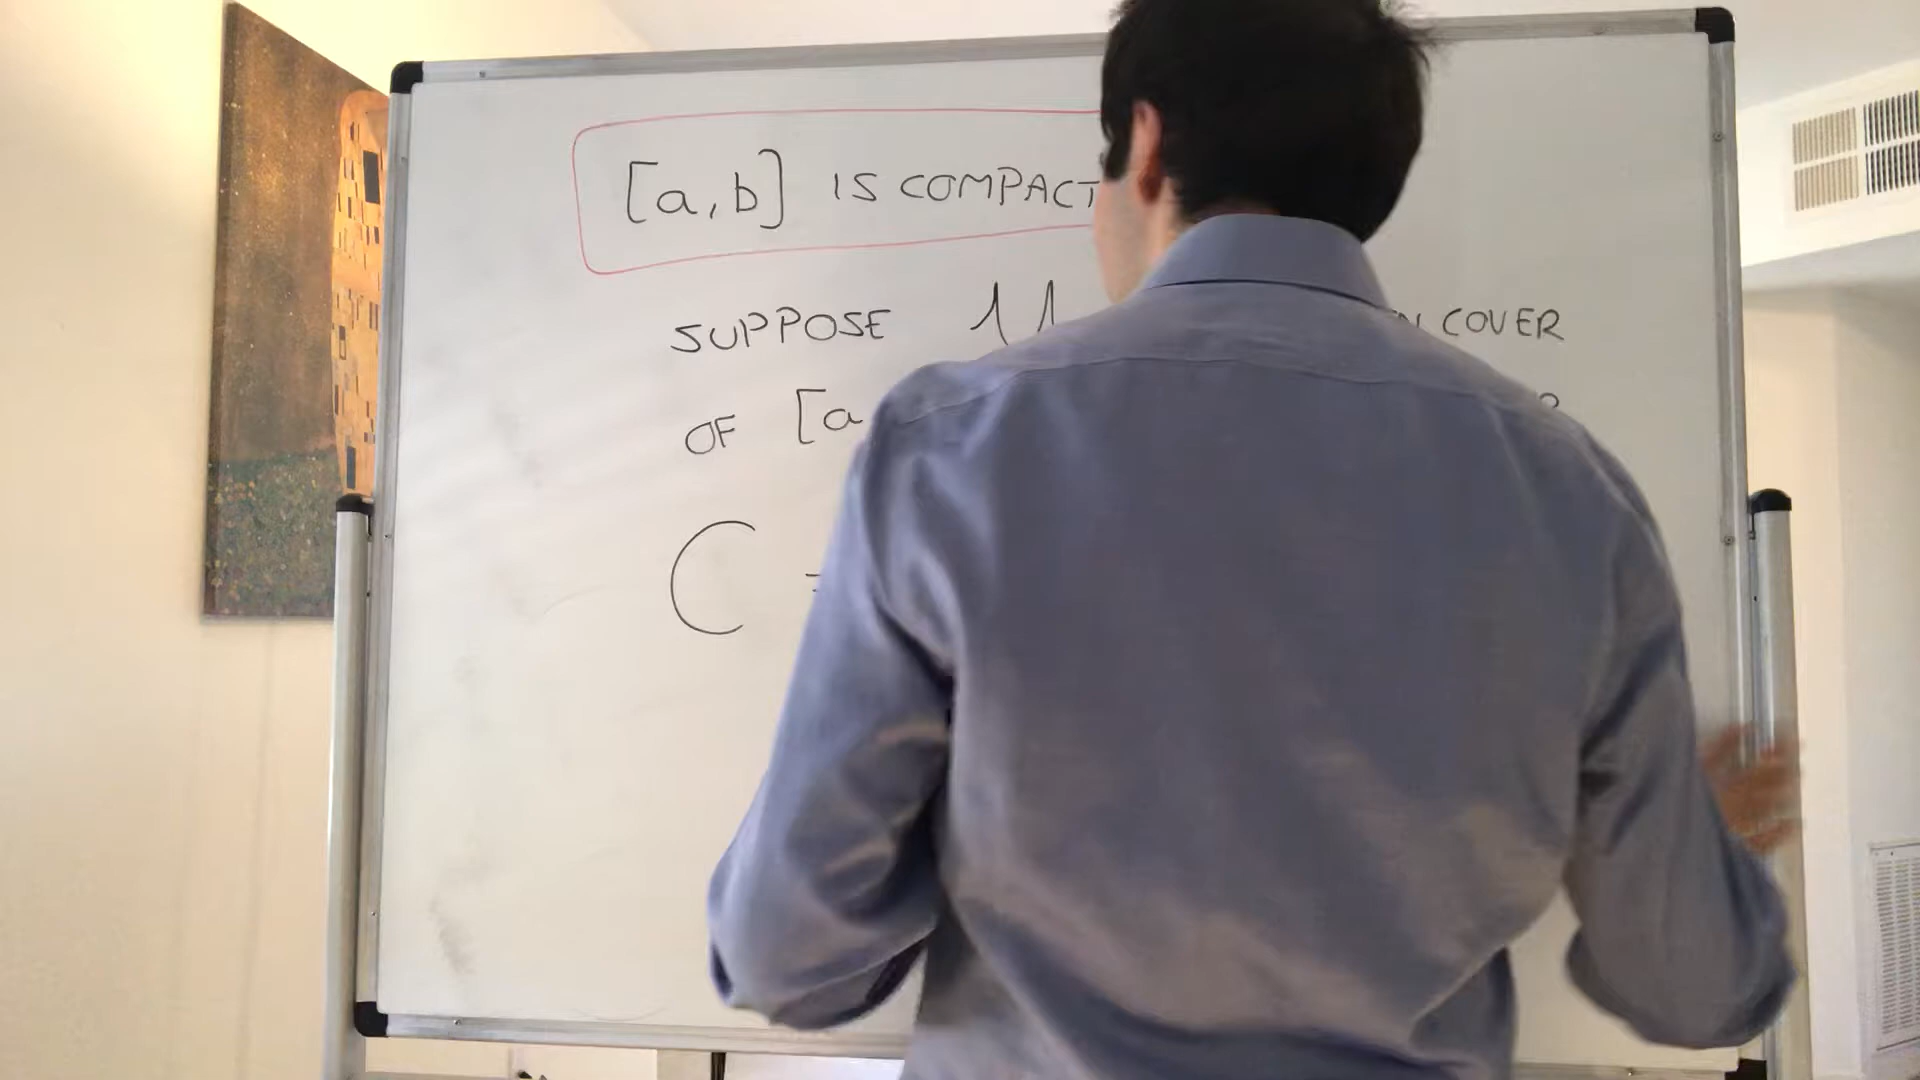 [a,b] IS COMPACT
SUPPOSE COVER
OF [a
C =